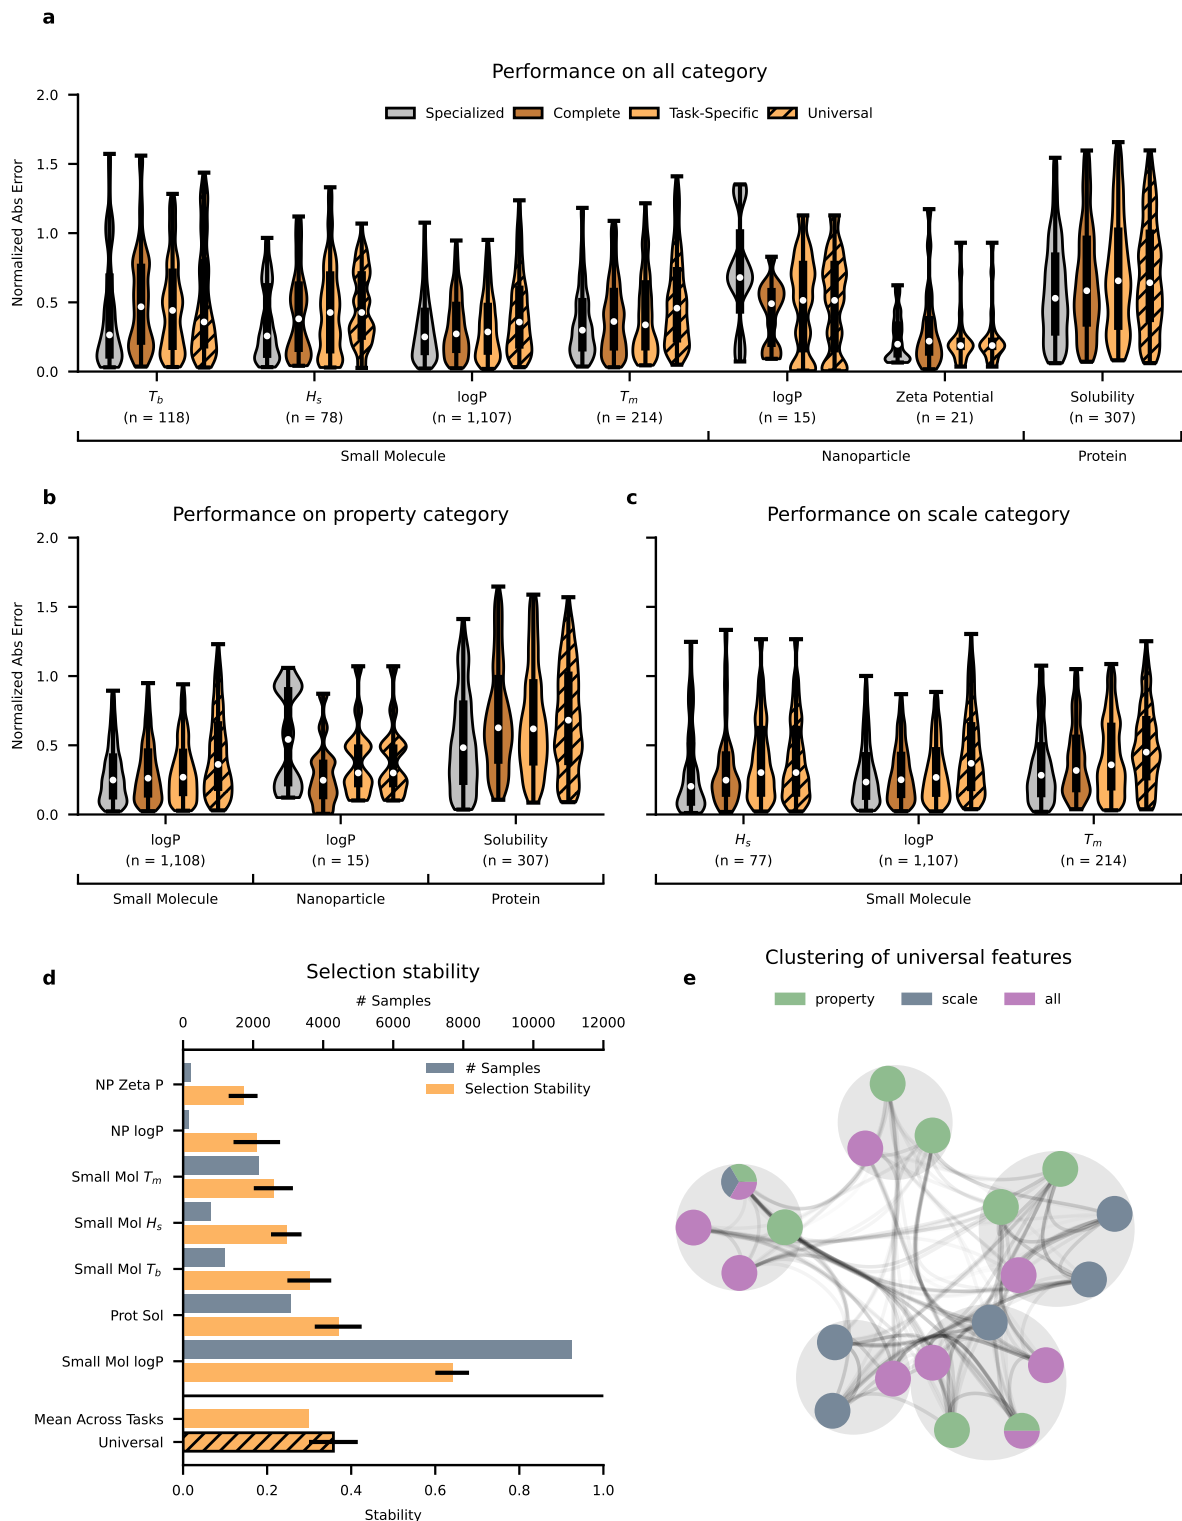 a
Performance on all category
Specialized Complete Task-Specific Universal
Normalized Abs Error
2.0
1.5
1.0
0.5
0.0
T_b H_s logP T_m logP Zeta Potential Solubility
(n = 118) (n = 78) (n = 1,107) (n = 214) (n = 15) (n = 21) (n = 307)
Small Molecule Nanoparticle Protein
b
Performance on property category
Normalized Abs Error
2.0
1.5
1.0
0.5
0.0
logP logP Solubility
(n = 1,108) (n = 15) (n = 307)
Small Molecule Nanoparticle Protein
c
Performance on scale category
H_s logP T_m
(n = 77) (n = 1,107) (n = 214)
Small Molecule
d
Selection stability
# Samples
0 2000 4000 6000 8000 10000 12000
# Samples
Selection Stability
NP Zeta P
NP logP
Small Mol T_m
Small Mol H_s
Small Mol T_b
Prot Sol
Small Mol logP
Mean Across Tasks
Universal
0.0 0.2 0.4 0.6 0.8 1.0
Stability
e
Clustering of universal features
property scale all